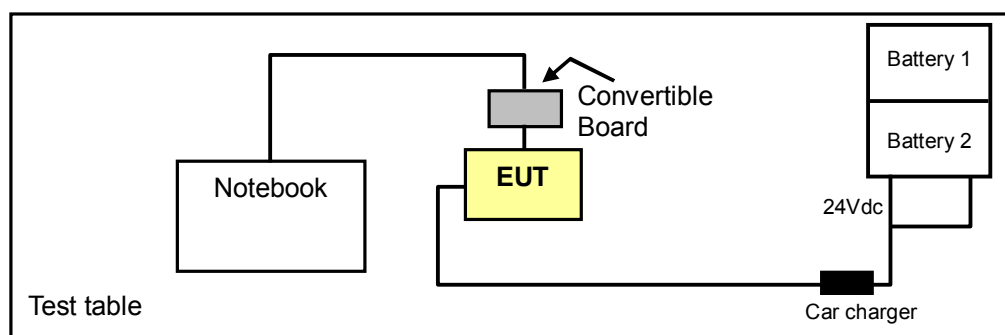 Battery 1
Convertible
Board
Battery 2
EUT
Notebook
24Vdc
Test table
Car charger